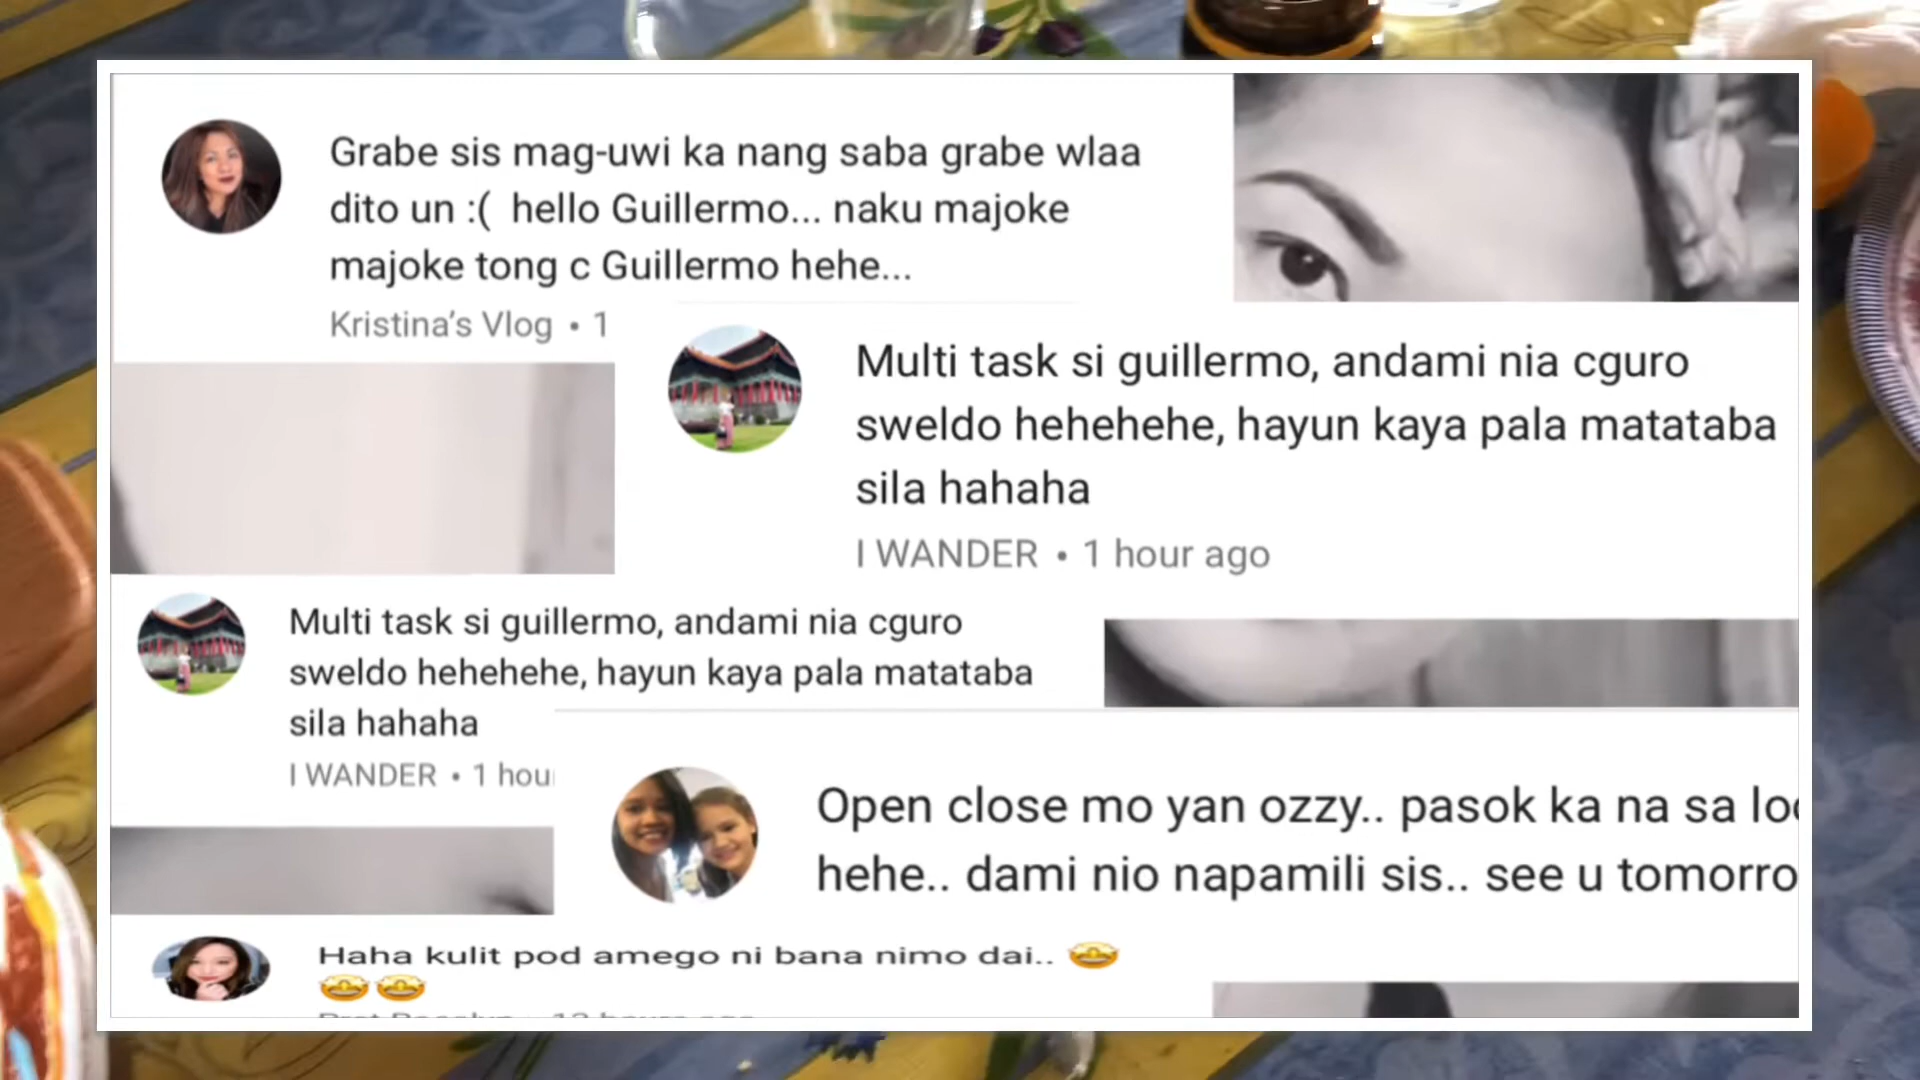 Grabe sis mag-uwi ka nang saba grabe wlaa
dito un :(  hello Guillermo... naku majoke
majoke tong c Guillermo hehe...
Kristina's Vlog • 1
Multi task si guillermo, andami nia cguro
sweldo hehehehe, hayun kaya pala matataba
sila hahaha
I WANDER • 1 hour ago
Multi task si guillermo, andami nia cguro
sweldo hehehehe, hayun kaya pala matataba
sila hahaha
I WANDER • 1 hou
Open close mo yan ozzy.. pasok ka na sa
hehe.. dami nio napamili sis.. see u tomorro
Haha kulit pod amego ni bana nimo dai.. 🤩
🤩🤩